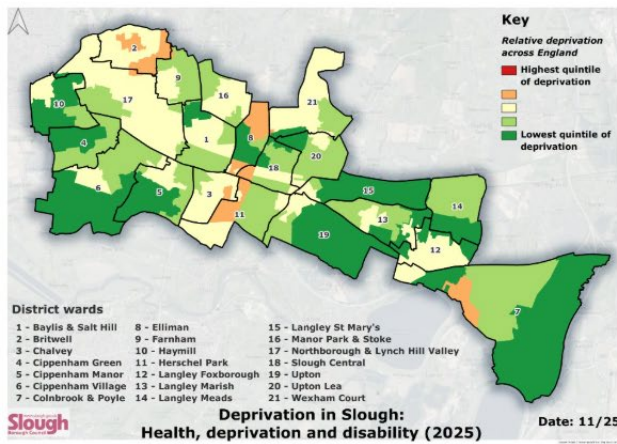 Key
Relative deprivation
across England
Highest quintile
of deprivation
Lowest quintile of
deprivation
2
9
16
21
10
17
4
1
8
18
20
6
5
3
11
15
14
13
19
12
7
District wards
1 - Baylis & Salt Hill
2 - Britwell
3 - Chalvey
4 - Cippenham Green
5 - Cippenham Manor
6 - Cippenham Village
7 - Colnbrook & Poyle
8 - Elliman
9 - Farnham
10 - Haymill
11 - Herschel Park
12 - Langley Foxborough
13 - Langley Marish
14 - Langley Meads
15 - Langley St Mary's
16 - Manor Park & Stoke
17 - Northborough & Lynch Hill Valley
18 - Slough Central
19 - Upton
20 - Upton Lea
21 - Wexham Court
Slough
Borough Council
Deprivation in Slough:
Health, deprivation and disability (2025)
Date: 11/25